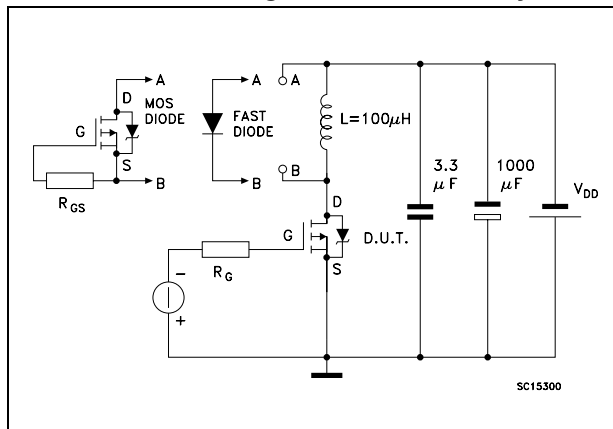 A
D
MOS
DIODE
G
S
B
R GS
A
FAST
DIODE
B
A
B
L=100µH
D
G
D.U.T.
S
R G
-
+
3.3
µF
1000
µF
V DD
SC15300